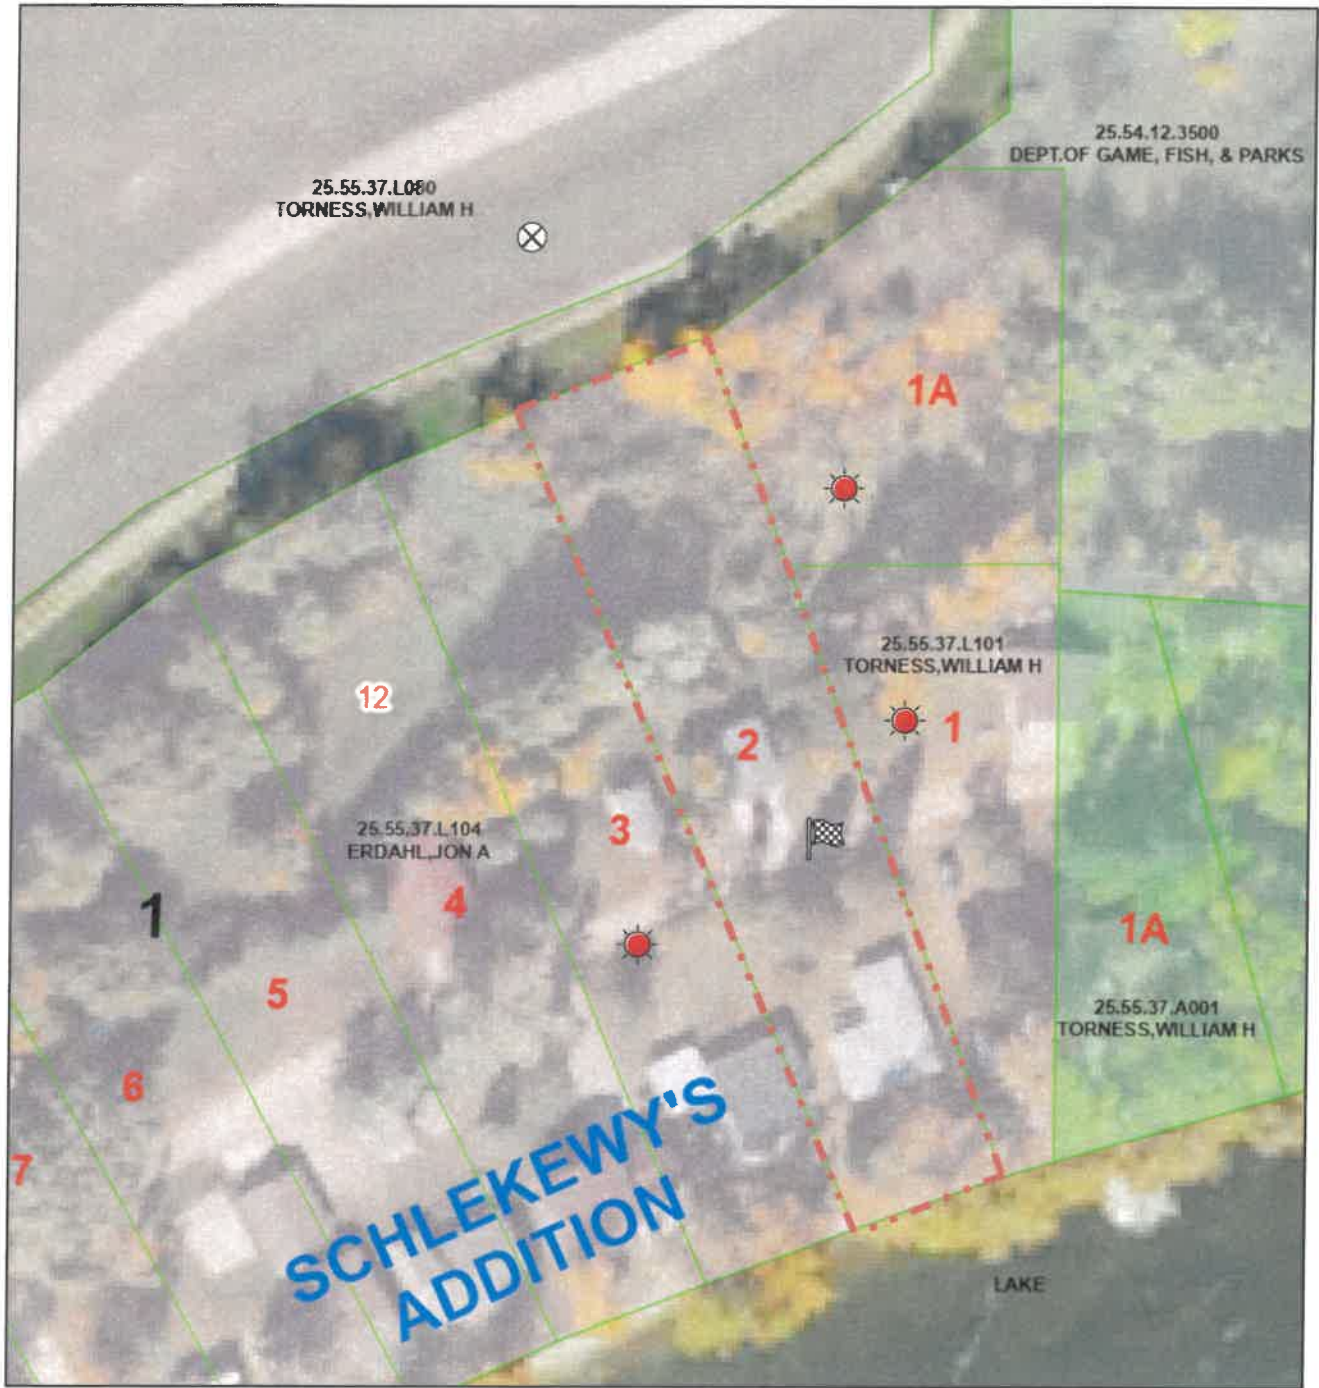 25.54.12.3500
DEPT.OF GAME, FISH, & PARKS
25.55.37.L080
TORNESS,WILLIAM H
1A
25.55.37.L101
TORNESS,WILLIAM H
12
1
2
3
25.55.37.L104
ERDAHL,JON A
4
1
1A
5
25.55.37.A001
TORNESS,WILLIAM H
6
7
SCHLEKEWY'S
ADDITION
LAKE